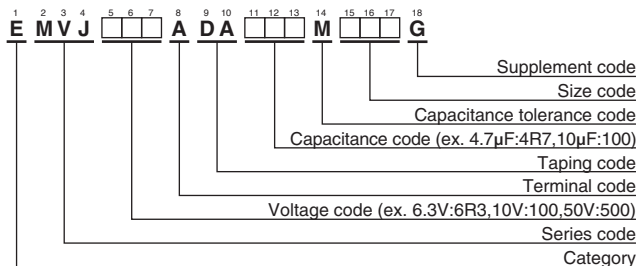 1 2 3 4 5 6 7 8 9 10 11 12 13 14 15 16 17 18
E MVJ □□□ A DA □□□ M □□□ G
Supplement code
Size code
Capacitance tolerance code
Capacitance code (ex. 4.7µF:4R7,10µF:100)
Taping code
Terminal code
Voltage code (ex. 6.3V:6R3,10V:100,50V:500)
Series code
Category